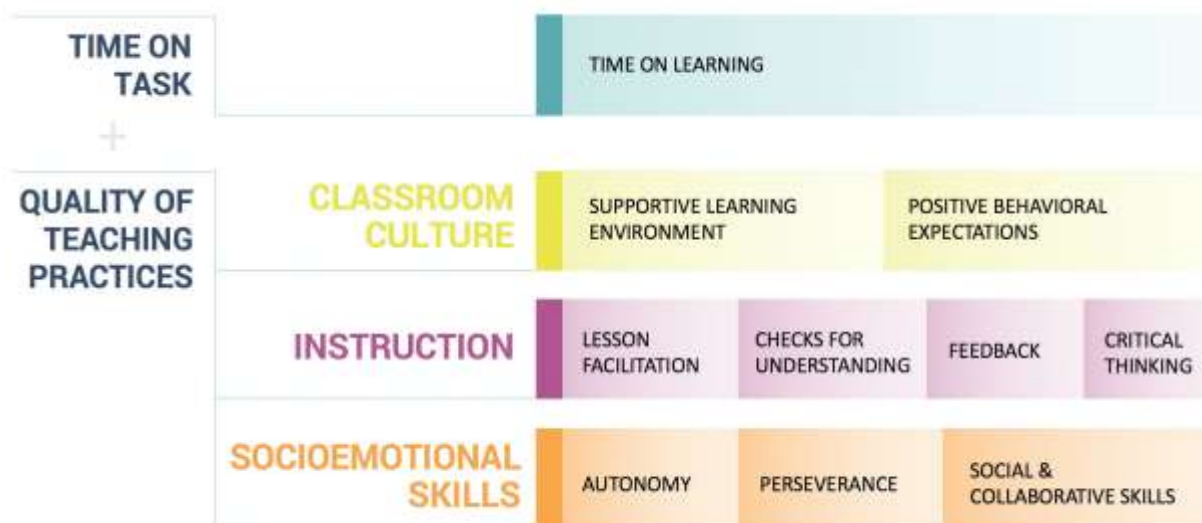 TIME ON
TASK
TIME ON LEARNING
+
QUALITY OF
TEACHING
PRACTICES
CLASSROOM
CULTURE
SUPPORTIVE LEARNING
ENVIRONMENT
POSITIVE BEHAVIORAL
EXPECTATIONS
INSTRUCTION
LESSON
FACILITATION
CHECKS FOR
UNDERSTANDING
FEEDBACK
CRITICAL
THINKING
SOCIOEMOTIONAL
SKILLS
AUTONOMY
PERSEVERANCE
SOCIAL &
COLLABORATIVE SKILLS